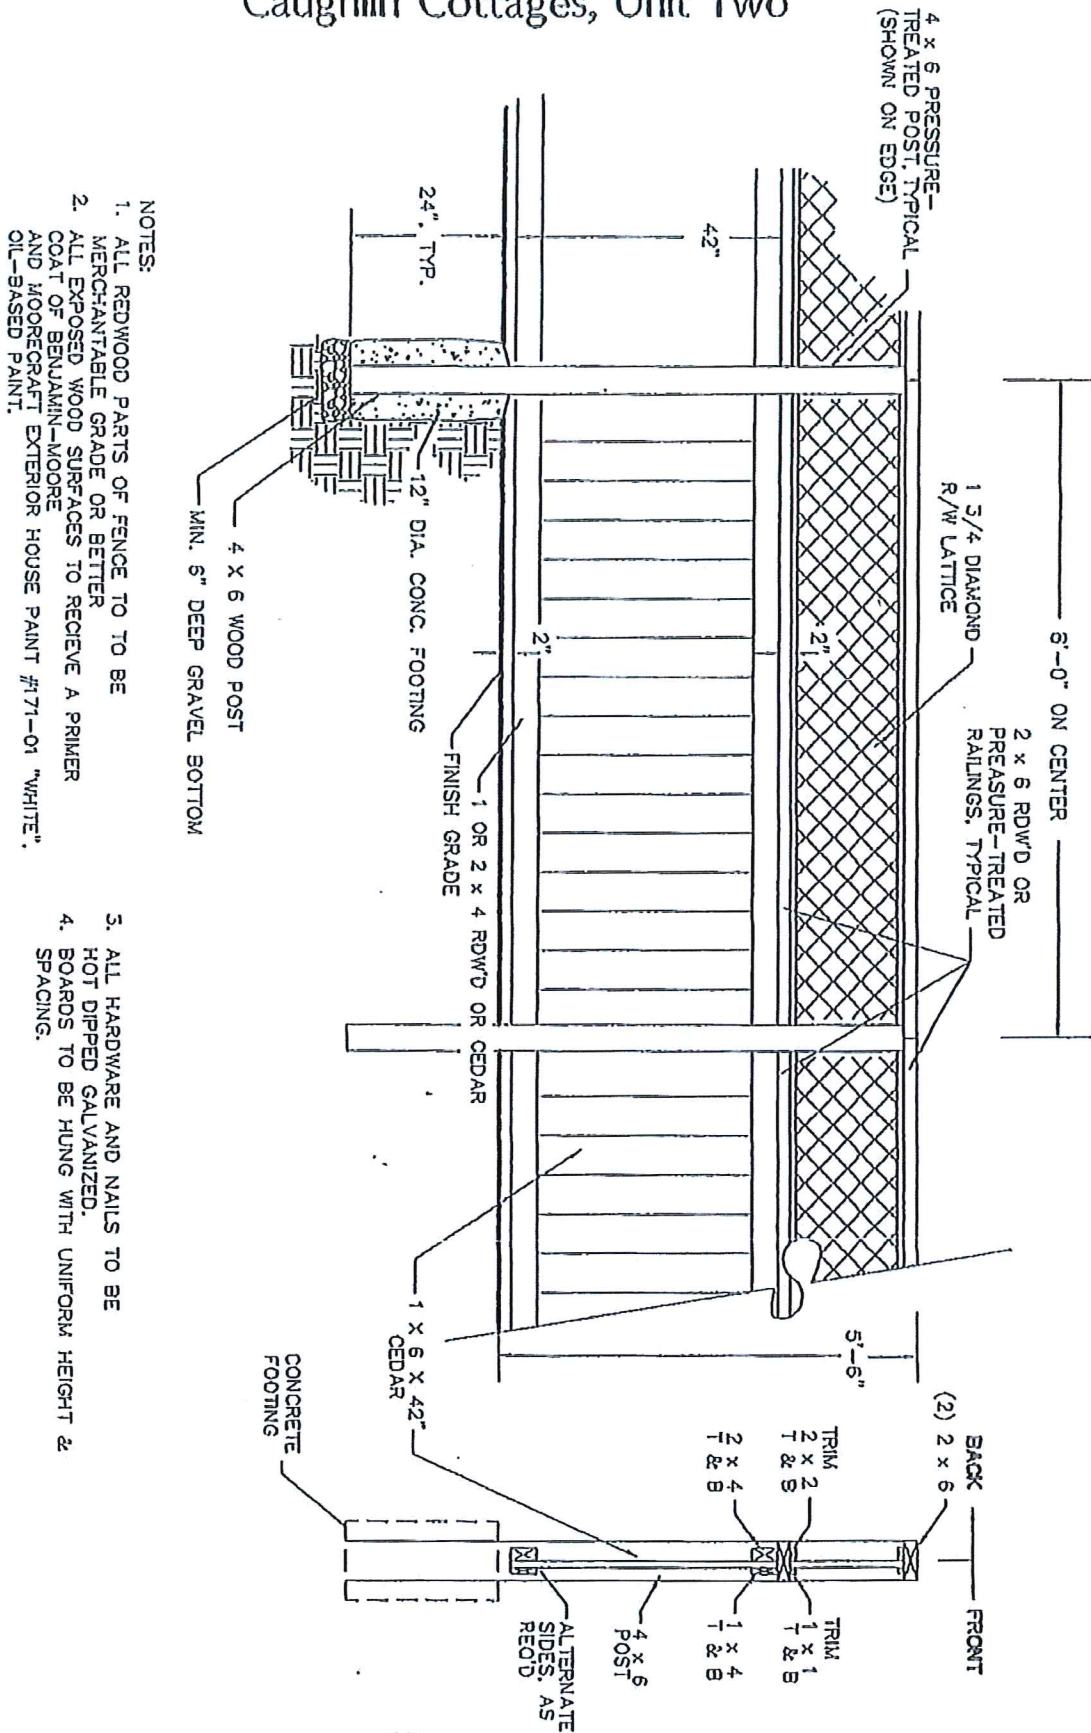 Caughlin Cottages, Unit Two
4 x 6 PRESSURE-
TREATED POST, TYPICAL
(SHOWN ON EDGE)
6'-0" ON CENTER
2 x 6 RDW'D OR
PREASURE-TREATED
RAILINGS, TYPICAL
1 3/4 DIAMOND
R/W LATTICE
42"
24", TYP.
2"
2"
5'-6"
12" DIA. CONC. FOOTING
FINISH GRADE
1 OR 2 x 4 RDW'D OR CEDAR
4 X 6 WOOD POST
MIN. 6" DEEP GRAVEL BOTTOM
1 X 6 X 42"
CEDAR
BACK
FRONT
(2) 2 x 6
TRIM
2 x 2
T & B
TRIM
1 x 1
T & B
2 x 4
T & B
1 x 4
T & B
4 x 6
POST
ALTERNATE
SIDES, AS
REQ'D
CONCRETE
FOOTING
NOTES:
1. ALL REDWOOD PARTS OF FENCE TO TO BE
MERCHANTABLE GRADE OR BETTER
2. ALL EXPOSED WOOD SURFACES TO RECIEVE A PRIMER
COAT OF BENJAMIN-MOORE
AND MOORECRAFT EXTERIOR HOUSE PAINT #171-01 "WHITE".
OIL-BASED PAINT.
3. ALL HARDWARE AND NAILS TO BE
HOT DIPPED GALVANIZED.
4. BOARDS TO BE HUNG WITH UNIFORM HEIGHT &
SPACING.